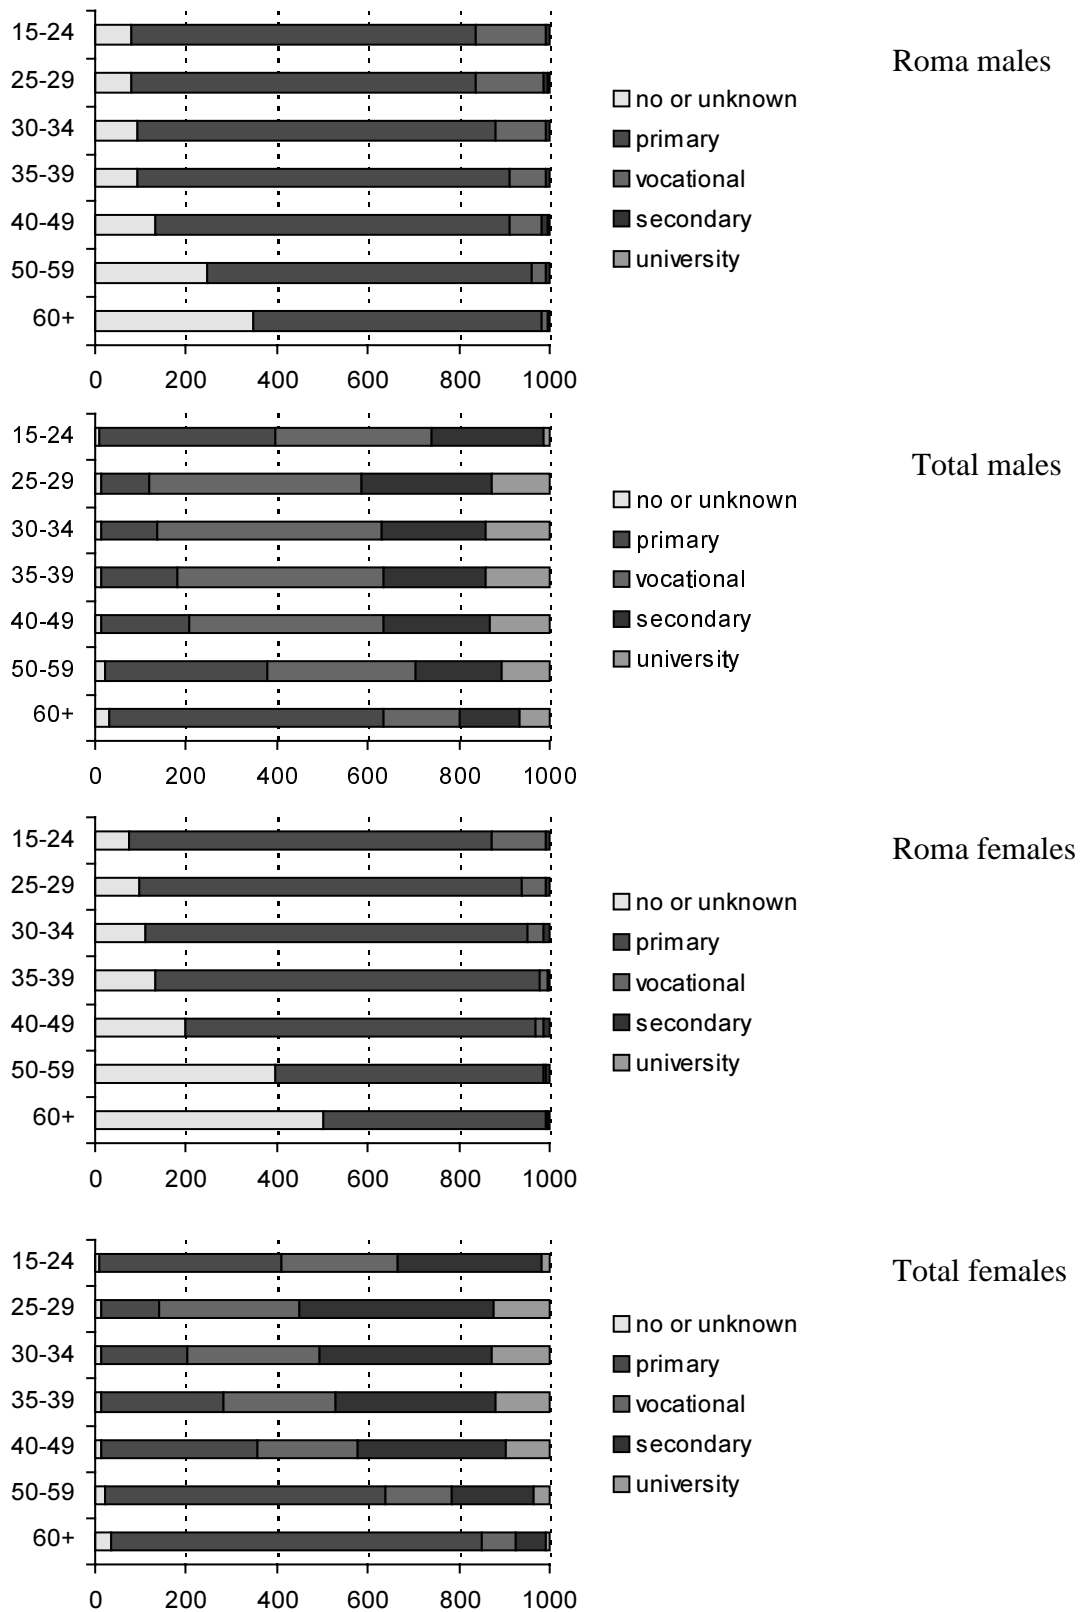 15-24
Roma males
25-29
no or unknown
30-34
primary
35-39
vocational
40-49
secondary
50-59
university
60+
0 200 400 600 800 1000
15-24
Total males
25-29
no or unknown
30-34
primary
35-39
vocational
40-49
secondary
50-59
university
60+
0 200 400 600 800 1000
15-24
Roma females
25-29
no or unknown
30-34
primary
35-39
vocational
40-49
secondary
50-59
university
60+
0 200 400 600 800 1000
15-24
Total females
25-29
no or unknown
30-34
primary
35-39
vocational
40-49
secondary
50-59
university
60+
0 200 400 600 800 1000